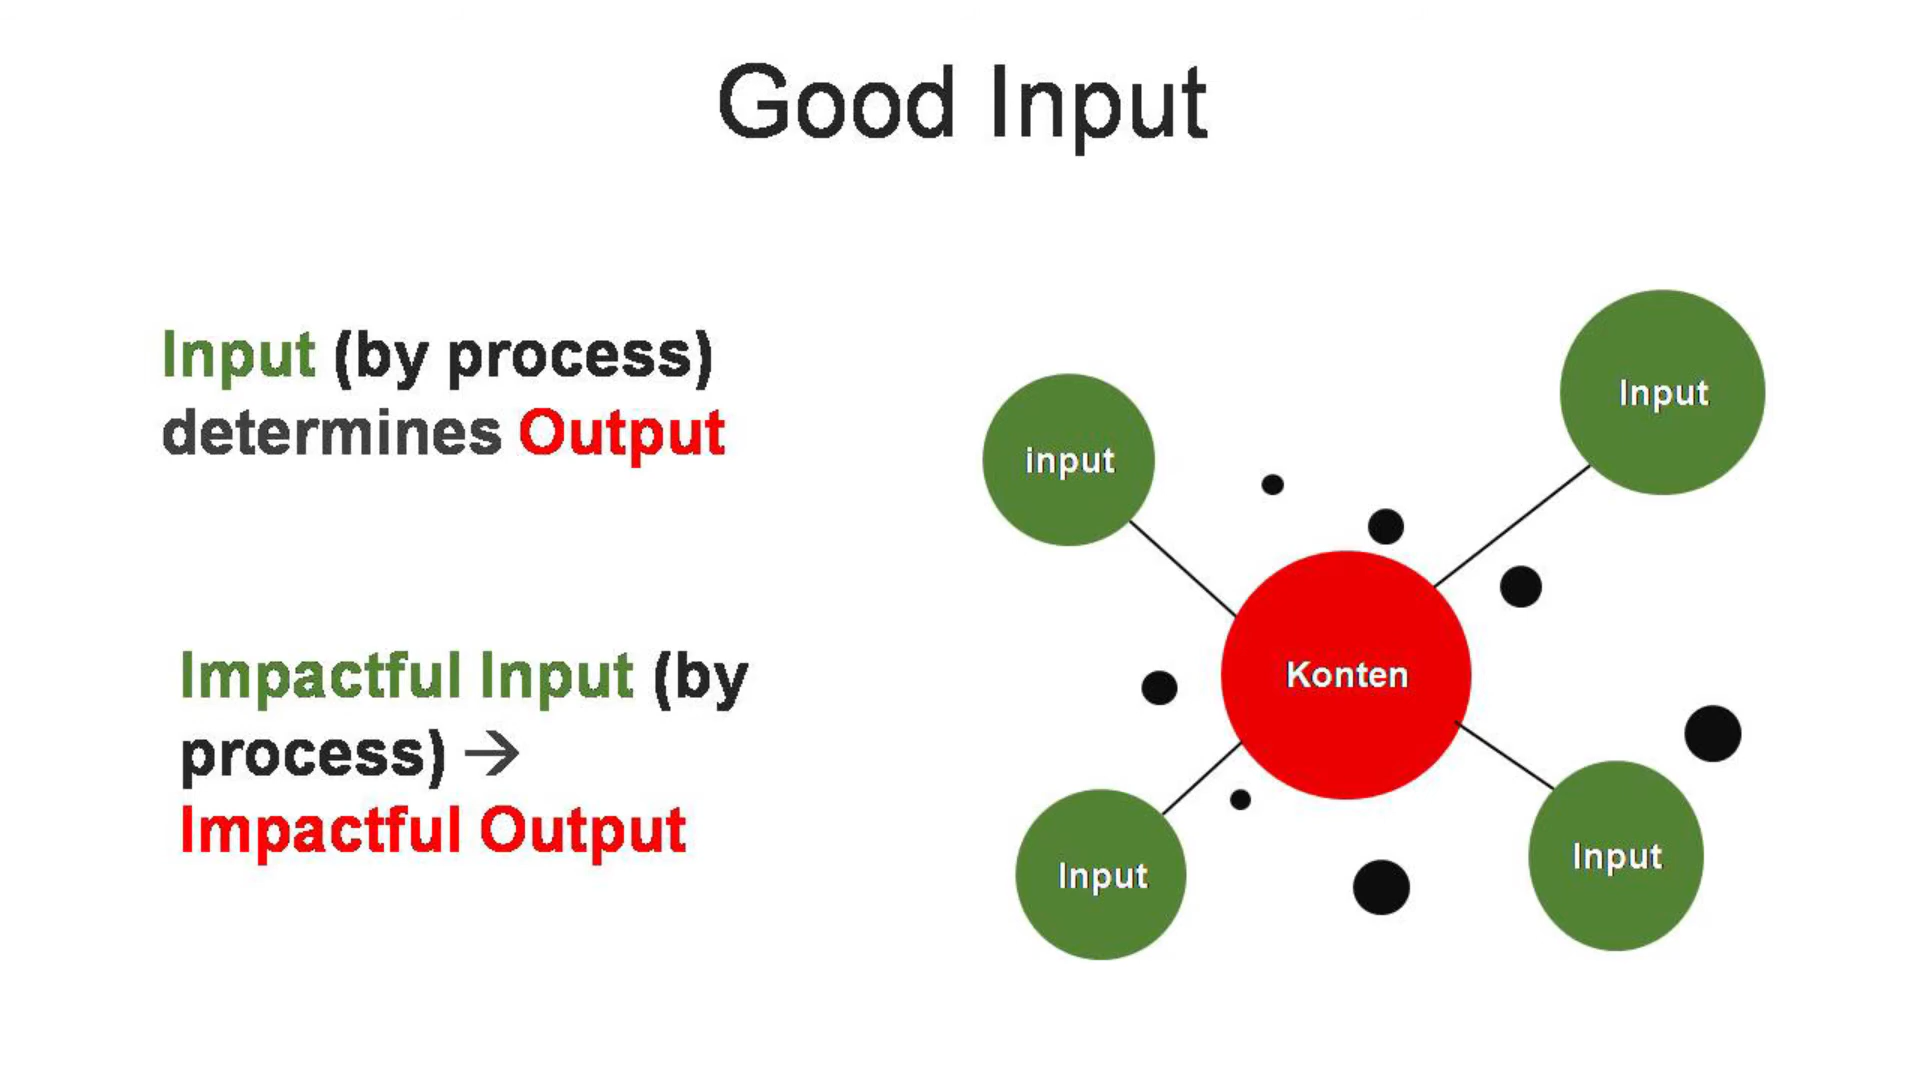 Good Input
Input (by process)
determines Output
Impactful Input (by
process) →
Impactful Output
input
Input
Konten
Input
Input